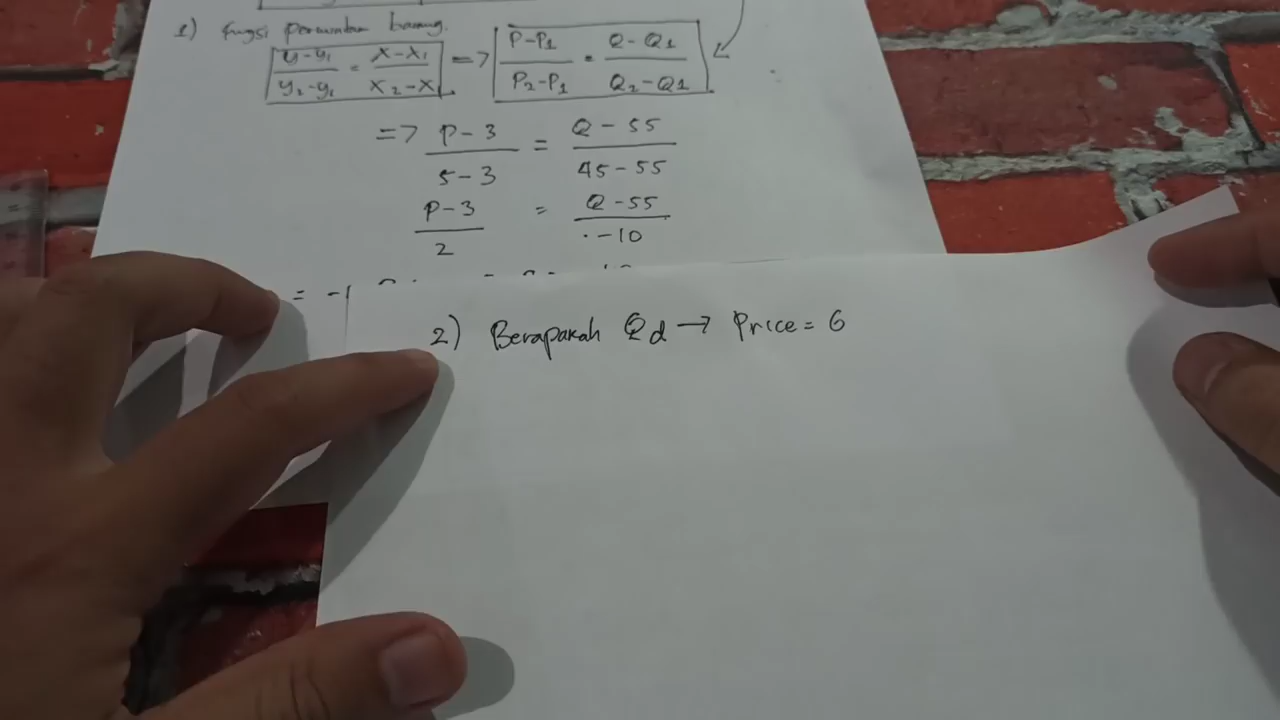 1) Fungsi permintaan barang.
y-y1 / y2-y1 = x-x1 / x2-x1 => P-P1 / P2-P1 = Q-Q1 / Q2-Q1
=> P-3 / 5-3 = Q-55 / 45-55
P-3 / 2 = Q-55 / -10
2) Berapakah Qd → Price = 6